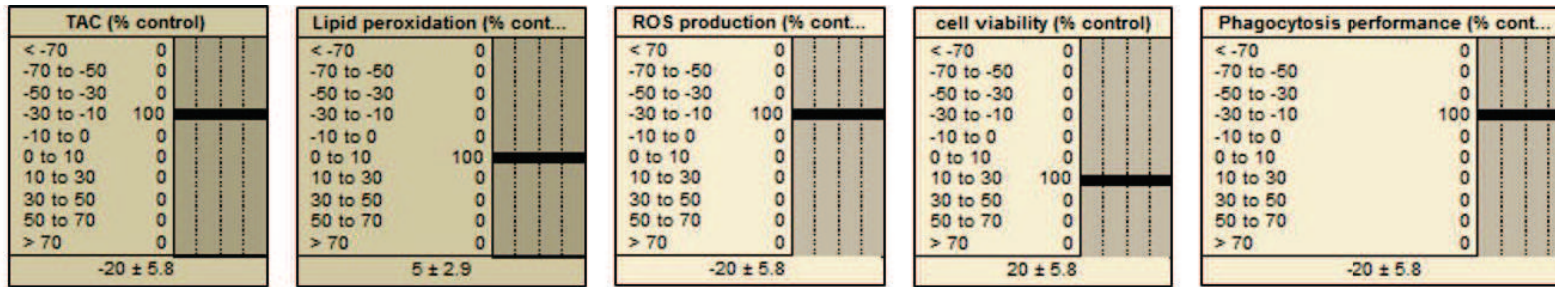 TAC (% control)
< -70 0
-70 to -50 0
-50 to -30 0
-30 to -10 100
-10 to 0 0
0 to 10 0
10 to 30 0
30 to 50 0
50 to 70 0
> 70 0
-20 ± 5.8
Lipid peroxidation (% cont...
< -70 0
-70 to -50 0
-50 to -30 0
-30 to -10 0
-10 to 0 0
0 to 10 100
10 to 30 0
30 to 50 0
50 to 70 0
> 70 0
5 ± 2.9
ROS production (% cont...
< 70 0
-70 to -50 0
-50 to -30 0
-30 to -10 100
-10 to 0 0
0 to 10 0
10 to 30 0
30 to 50 0
50 to 70 0
> 70 0
-20 ± 5.8
cell viability (% control)
< -70 0
-70 to -50 0
-50 to -30 0
-30 to -10 0
-10 to 0 0
0 to 10 0
10 to 30 100
30 to 50 0
50 to 70 0
> 70 0
20 ± 5.8
Phagocytosis performance (% cont...
< -70 0
-70 to -50 0
-50 to -30 0
-30 to -10 100
-10 to 0 0
0 to 10 0
10 to 30 0
30 to 50 0
50 to 70 0
> 70 0
-20 ± 5.8